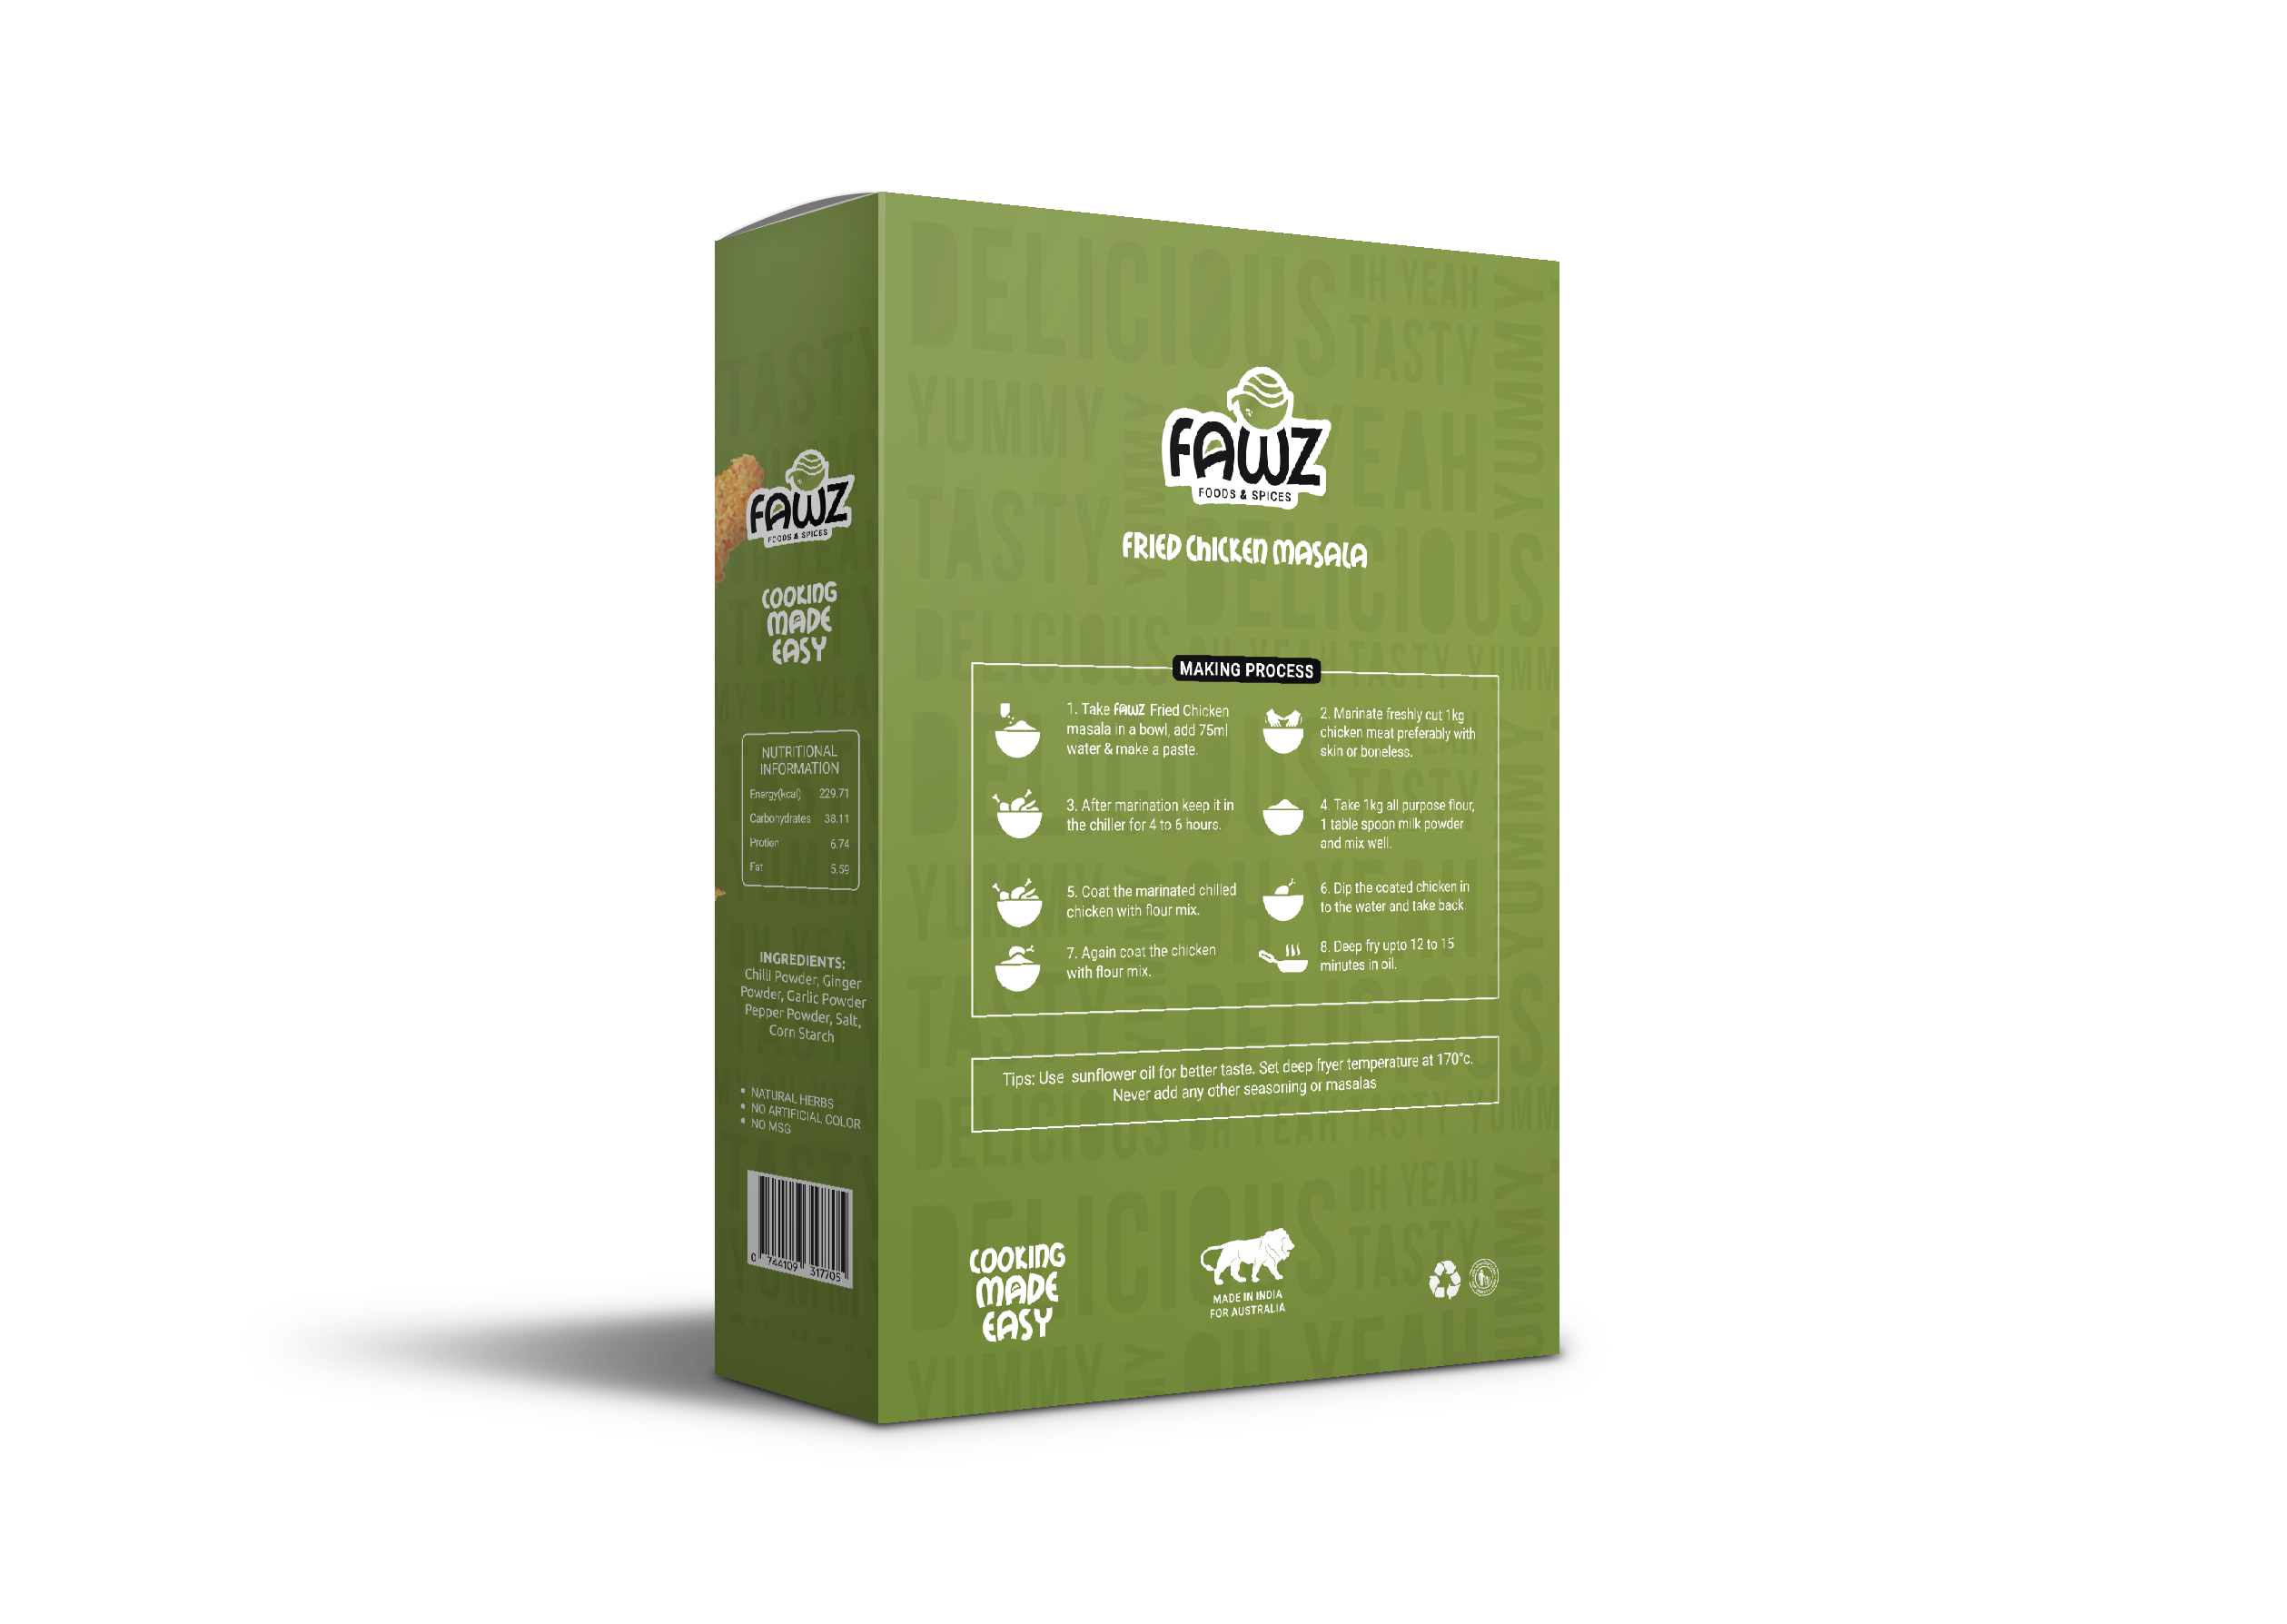 FAWZ
FOODS & SPICES
COOKING
MADE
EASY
NUTRITIONAL
INFORMATION
Energy(kcal) 229.71
Carbohydrates 38.11
Protien 6.74
Fat 5.59
INGREDIENTS:
Chilli Powder, Ginger
Powder, Garlic Powder
Pepper Powder, Salt,
Corn Starch
• NATURAL HERBS
• NO ARTIFICIAL COLOR
• NO MSG
0 744109 317705
DELICIOUS
OH YEAH
TASTY
YUMMY
FAWZ
FOODS & SPICES
FRIED CHICKEN MASALA
MAKING PROCESS
1. Take FAWZ Fried Chicken
masala in a bowl, add 75ml
water & make a paste.
2. Marinate freshly cut 1kg
chicken meat preferably with
skin or boneless.
3. After marination keep it in
the chiller for 4 to 6 hours.
4. Take 1kg all purpose flour,
1 table spoon milk powder
and mix well.
5. Coat the marinated chilled
chicken with flour mix.
6. Dip the coated chicken in
to the water and take back
7. Again coat the chicken
with flour mix.
8. Deep fry upto 12 to 15
minutes in oil.
Tips: Use sunflower oil for better taste. Set deep fryer temperature at 170°c.
Never add any other seasoning or masalas
COOKING
MADE
EASY
MADE IN INDIA
FOR AUSTRALIA